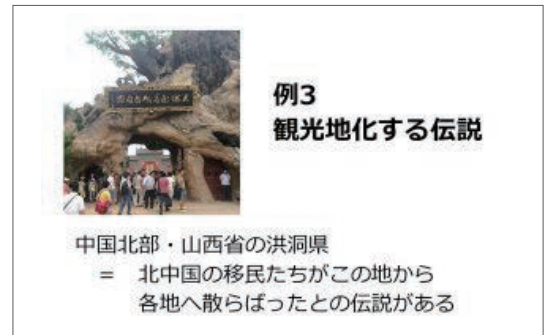 例3
観光地化する伝説
中国北部・山西省の洪洞県
= 北中国の移民たちがこの地から
各地へ散らばったとの伝説がある